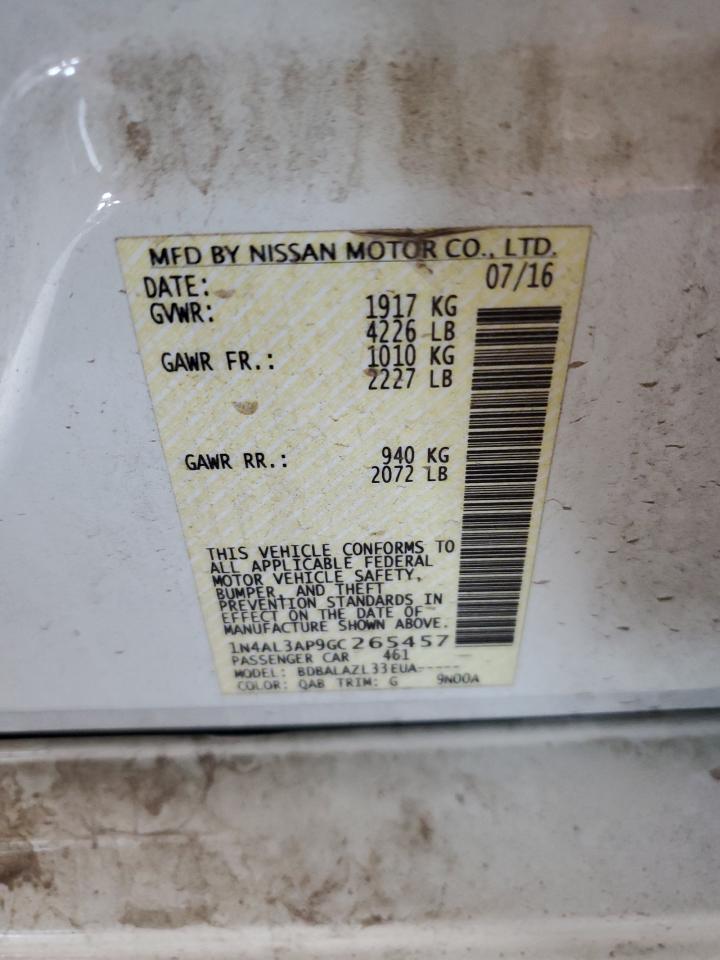 MFD BY NISSAN MOTOR CO., LTD.
DATE: 07/16
GVWR: 1917 KG
4226 LB
GAWR FR.: 1010 KG
2227 LB
GAWR RR.: 940 KG
2072 LB
THIS VEHICLE CONFORMS TO
ALL APPLICABLE FEDERAL
MOTOR VEHICLE SAFETY,
BUMPER, AND THEFT
PREVENTION STANDARDS IN
EFFECT ON THE DATE OF
MANUFACTURE SHOWN ABOVE.
1N4AL3AP9GC265457
PASSENGER CAR 461
MODEL: BDBALAZL33EUA-----
COLOR: QAB TRIM: G 9N00A